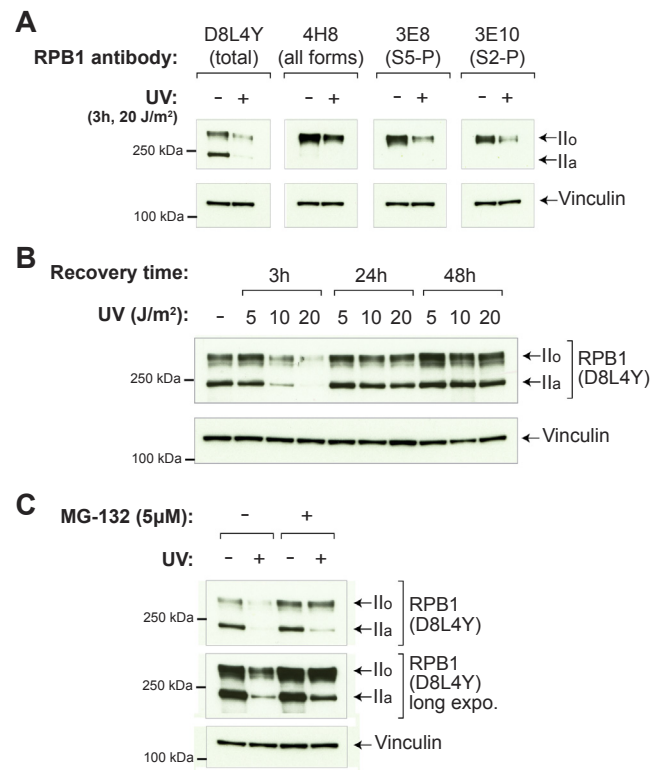 A
D8L4Y 4H8 3E8 3E10
RPB1 antibody: (total) (all forms) (S5-P) (S2-P)
UV: - + - + - + - +
(3h, 20 J/m²)
250 kDa
←IIo
←IIa
←Vinculin
100 kDa
B
Recovery time: 3h 24h 48h
UV (J/m²): - 5 10 20 5 10 20 5 10 20
←IIo RPB1
250 kDa ←IIa (D8L4Y)
←Vinculin
100 kDa
C
MG-132 (5µM): - +
UV: - + - +
←IIo RPB1
250 kDa ←IIa (D8L4Y)
←IIo RPB1
250 kDa (D8L4Y)
←IIa long expo.
←Vinculin
100 kDa